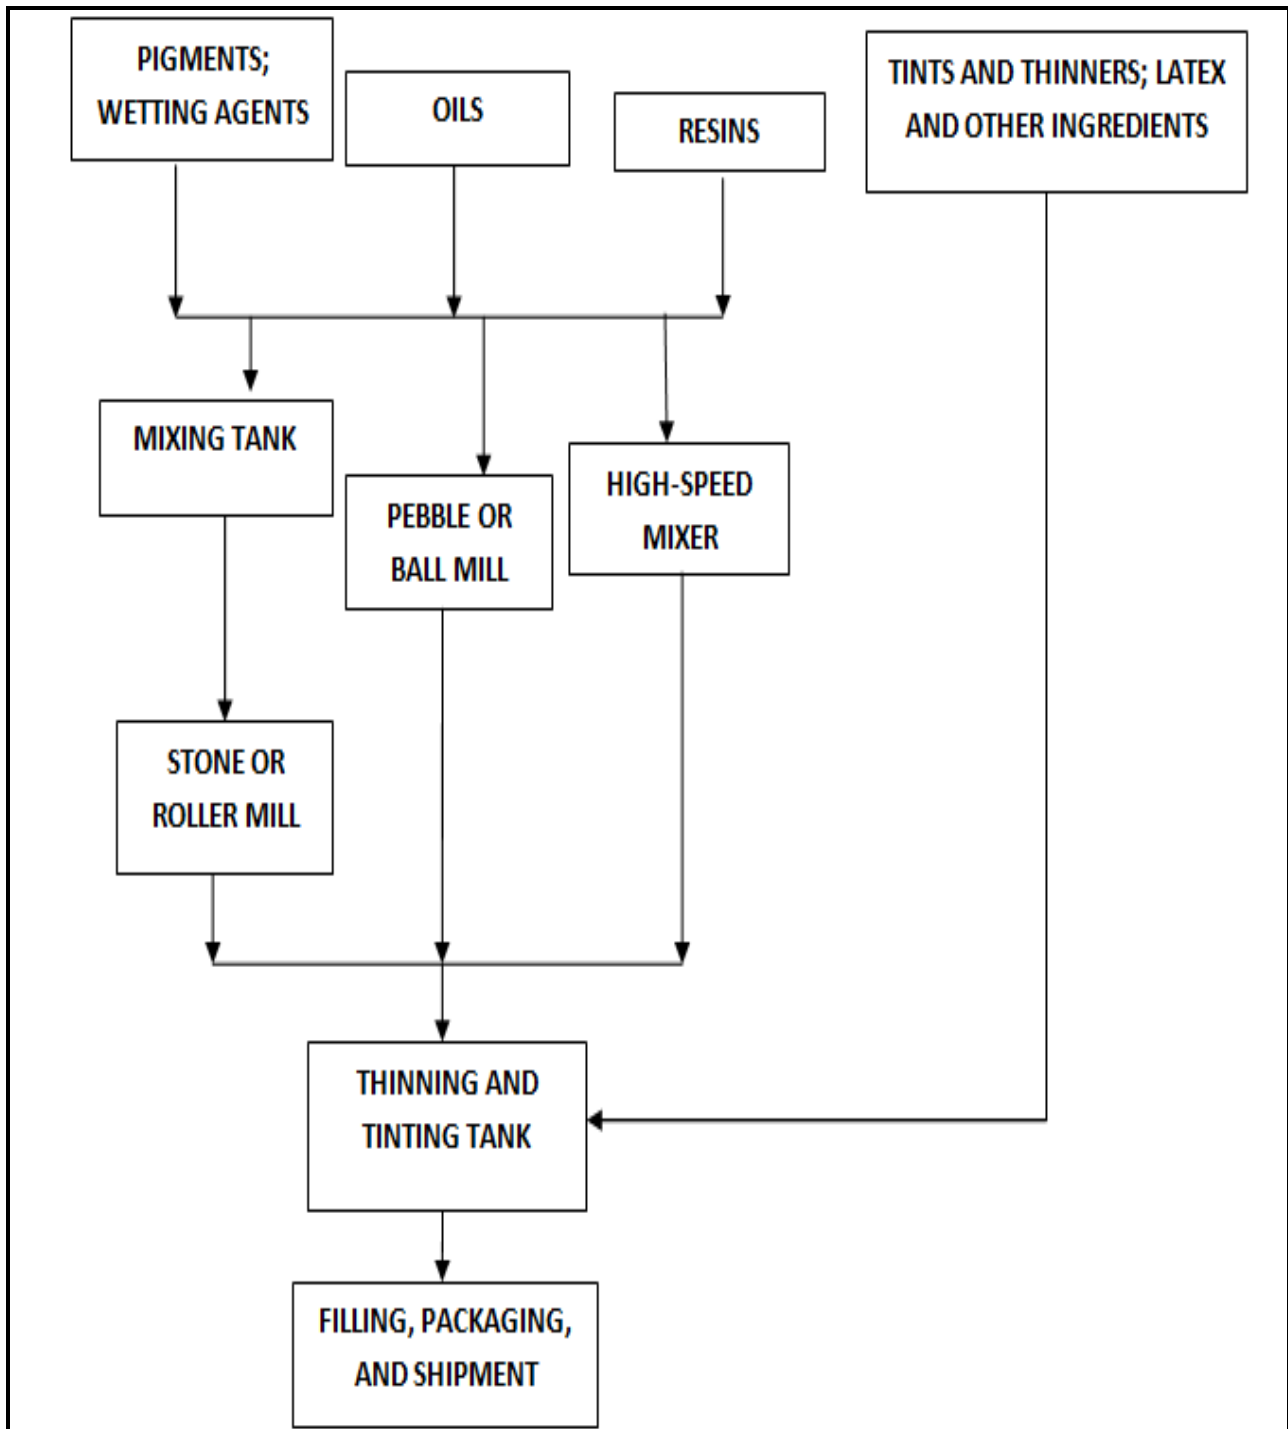 PIGMENTS;
WETTING AGENTS
OILS
RESINS
TINTS AND THINNERS; LATEX
AND OTHER INGREDIENTS
MIXING TANK
PEBBLE OR
BALL MILL
HIGH-SPEED
MIXER
STONE OR
ROLLER MILL
THINNING AND
TINTING TANK
FILLING, PACKAGING,
AND SHIPMENT